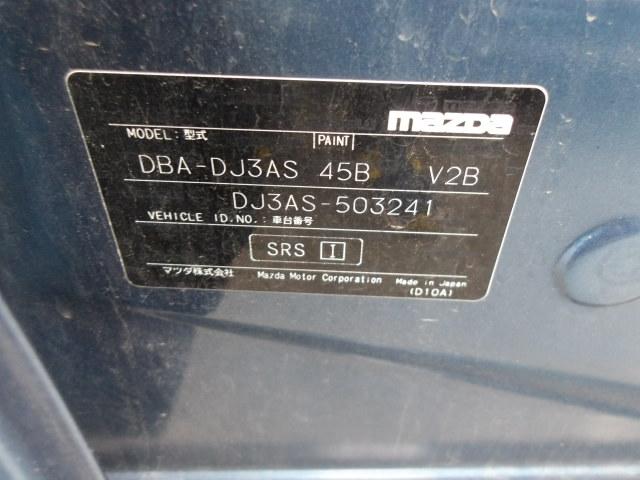 mazda
MODEL: 型式 PAINT
DBA-DJ3AS 45B V2B
DJ3AS-503241
VEHICLE ID.NO.: 車台番号
SRS I
マツダ株式会社 Mazda Motor Corporation Made in Japan
(D10A)